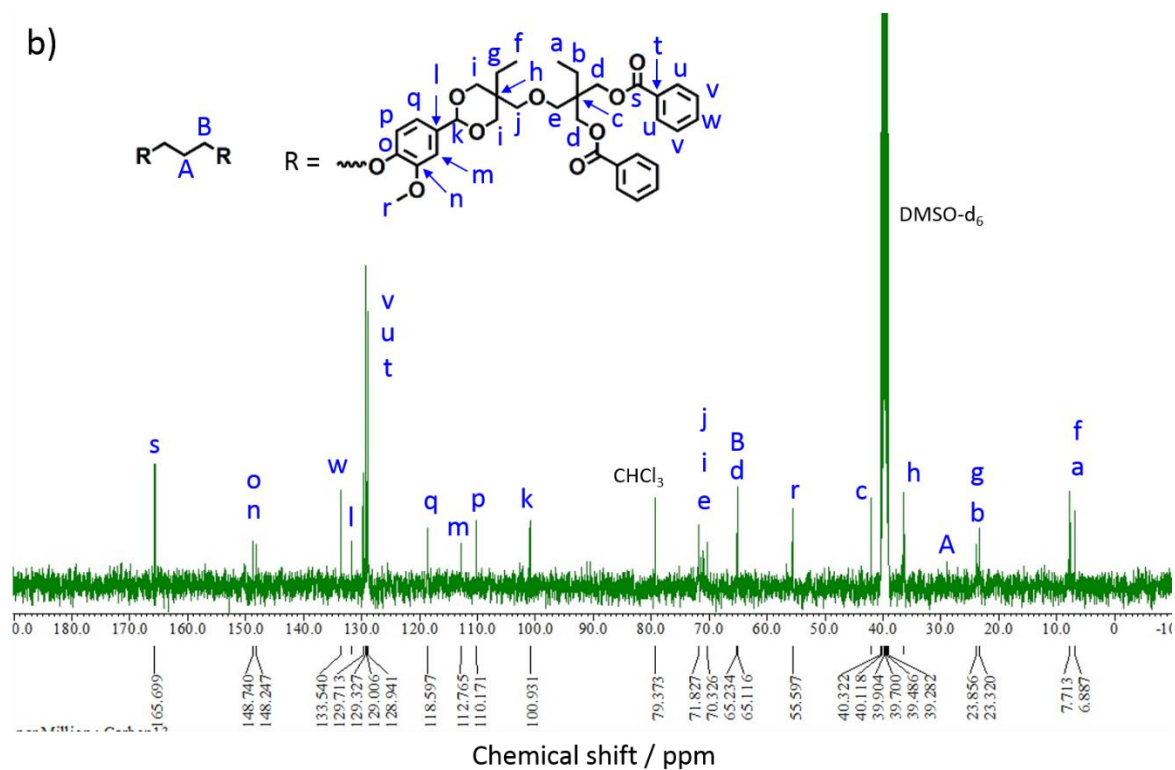 b)
f
a
t
g
b
O
u
l
i
h
d
v
q
O
O
s
O
w
p
k
O
j
e
c
u
v
B
o
i
d
O
R
R
R =
O
m
O
A
O
n
r
DMSO-d6
v
u
t
s
o
n
w
l
q
m
p
k
CHCl3
j
i
e
B
d
r
c
h
A
g
b
f
a
0.0 180.0 170.0 160.0 150.0 140.0 130.0 120.0 110.0 100.0 90.0 80.0 70.0 60.0 50.0 40.0 30.0 20.0 10.0 0 -10
165.699
148.740
148.247
133.540
129.713
129.327
129.006
128.941
118.597
112.765
110.171
100.931
79.373
71.827
70.326
65.234
65.116
55.597
40.322
40.118
39.904
39.700
39.486
39.282
23.856
23.320
7.713
6.887
Chemical shift / ppm